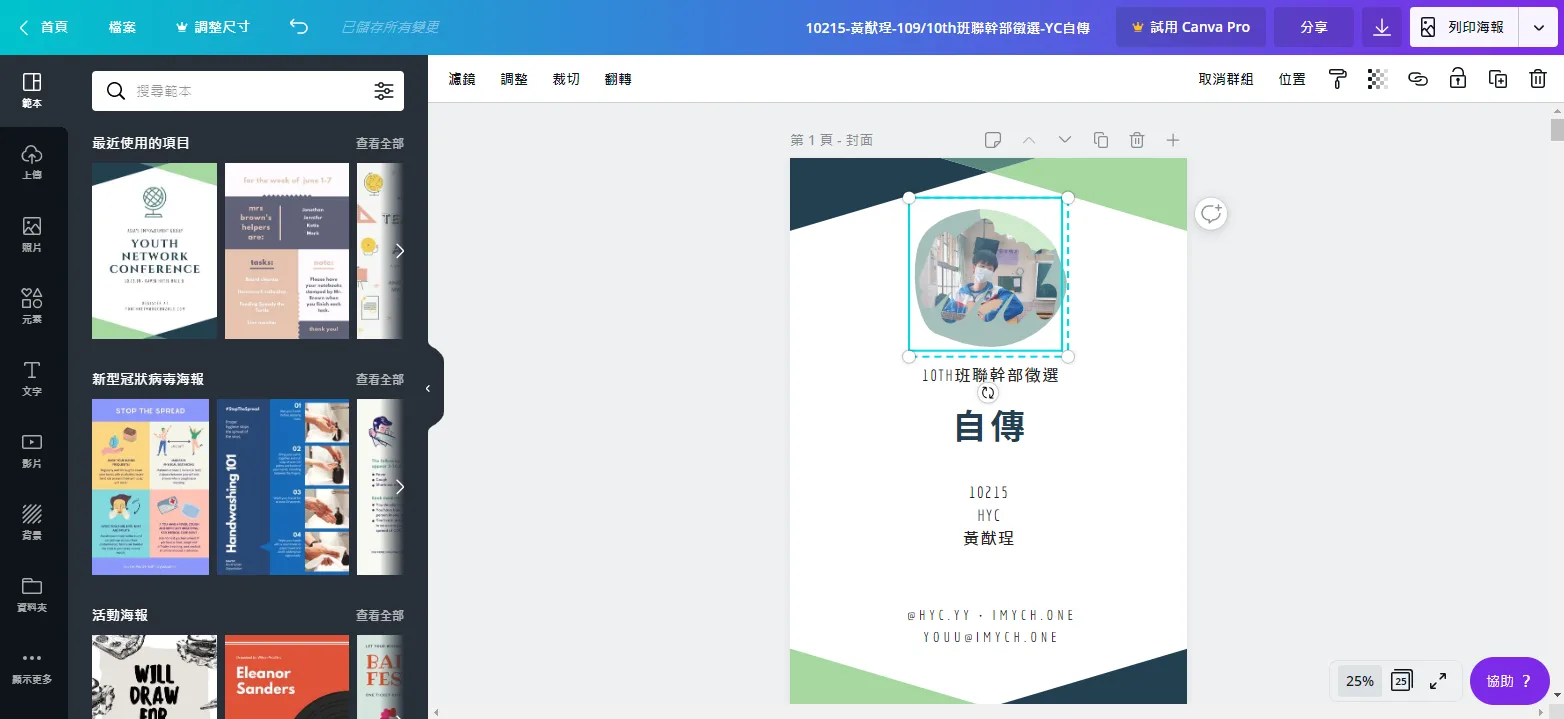 首頁
檔案
調整尺寸
已儲存所有變更
10215-黃猷珵-109/10th班聯幹部徵選-YC自傳
試用 Canva Pro
分享
列印海報
範本
上傳
照片
元素
文字
影片
背景
資料夾
顯示更多
搜尋範本
最近使用的項目
查看全部
YOUTH
NETWORK
CONFERENCE
for the week of june 1-7
mrs
brown's
helpers
are:
Jonathan
Jennifer
Katie
Mark
tasks:
notes:
Please have
your notebooks
stamped by Mr.
Brown when
you finish each
task.
thank you!
TE
新型冠狀病毒海報
查看全部
STOP THE SPREAD
#StopTheSpread
Handwashing 101
01
02
03
04
活動海報
查看全部
WILL
DRAW
FOR
Eleanor
Sanders
BAI
FES
濾鏡
調整
裁切
翻轉
取消群組
位置
第 1 頁 - 封面
10TH班聯幹部徵選
自傳
10215
HYC
黃猷珵
@HYC.YY · IMYCH.ONE
YOUU@IMYCH.ONE
25%
25
協助 ?